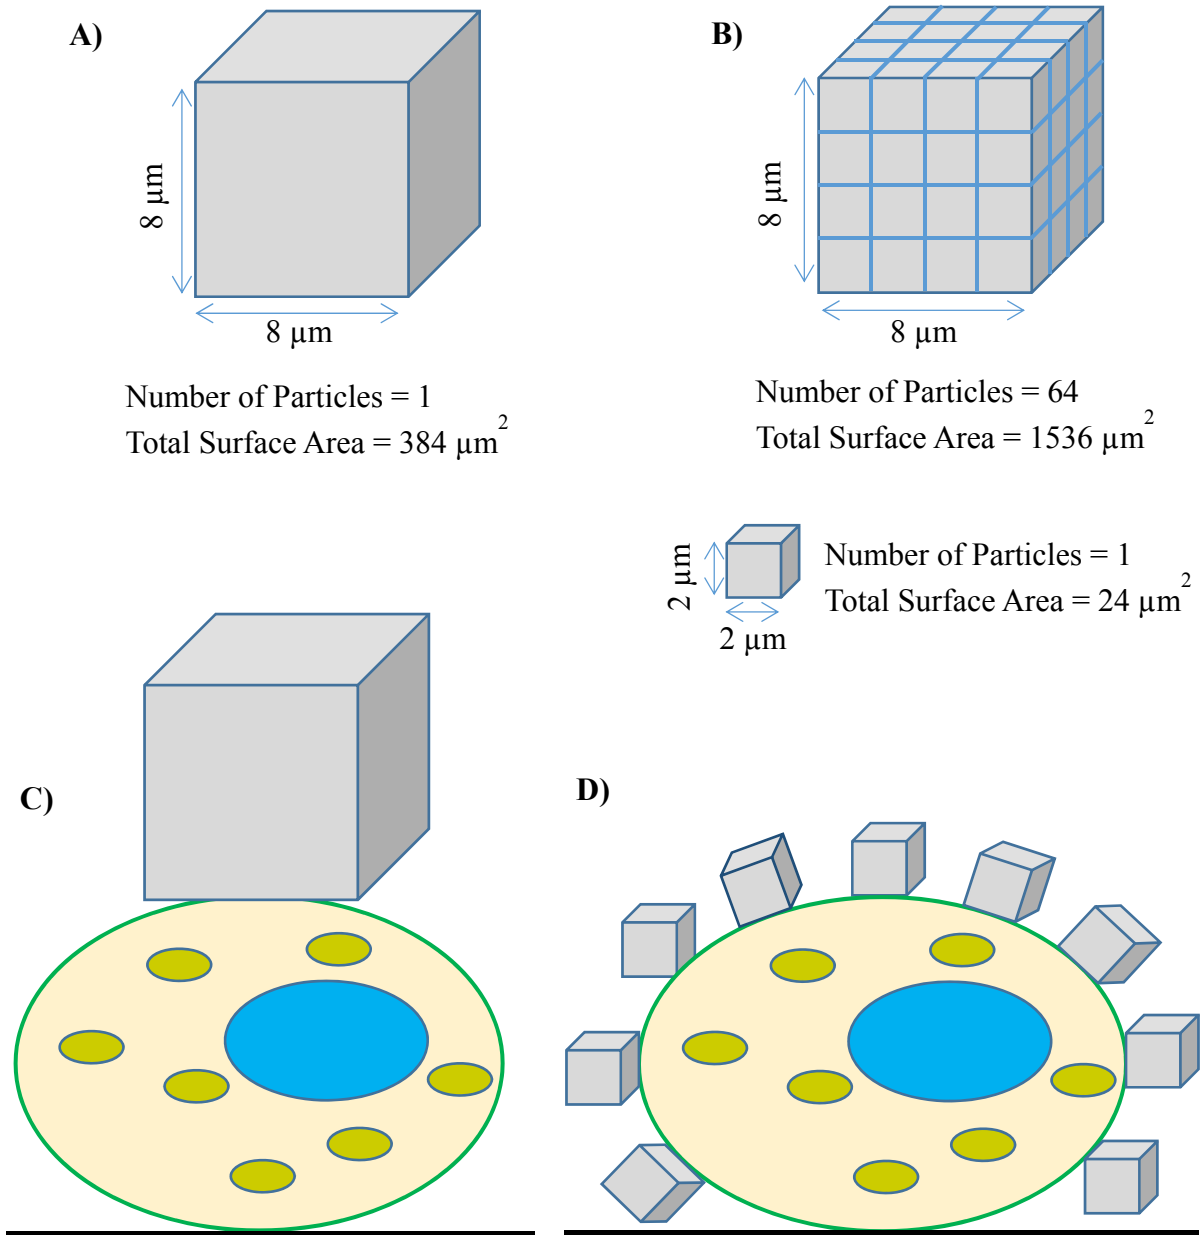 A)
8 µm
8 µm
Number of Particles = 1
Total Surface Area = 384 µm²
B)
8 µm
8 µm
Number of Particles = 64
Total Surface Area = 1536 µm²
2 µm
2 µm
Number of Particles = 1
Total Surface Area = 24 µm²
C)
D)